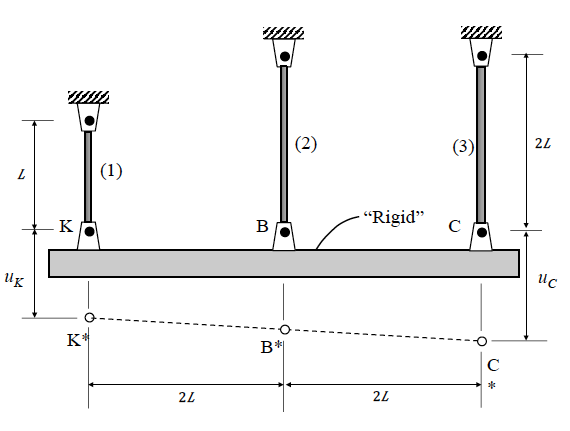 (2)
(3)
2L
L
(1)
K
B
C
“Rigid”
u_K
u_C
K*
B*
C
*
2L
2L